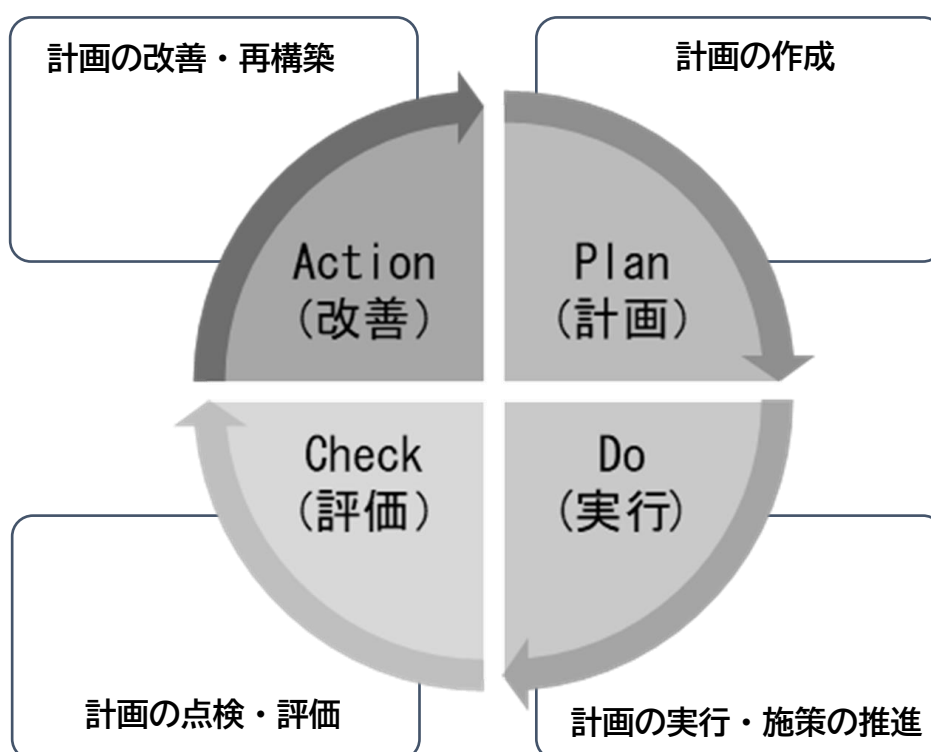 計画の改善・再構築
計画の作成
Action
(改善)
Plan
(計画)
Check
(評価)
Do
(実行)
計画の点検・評価
計画の実行・施策の推進